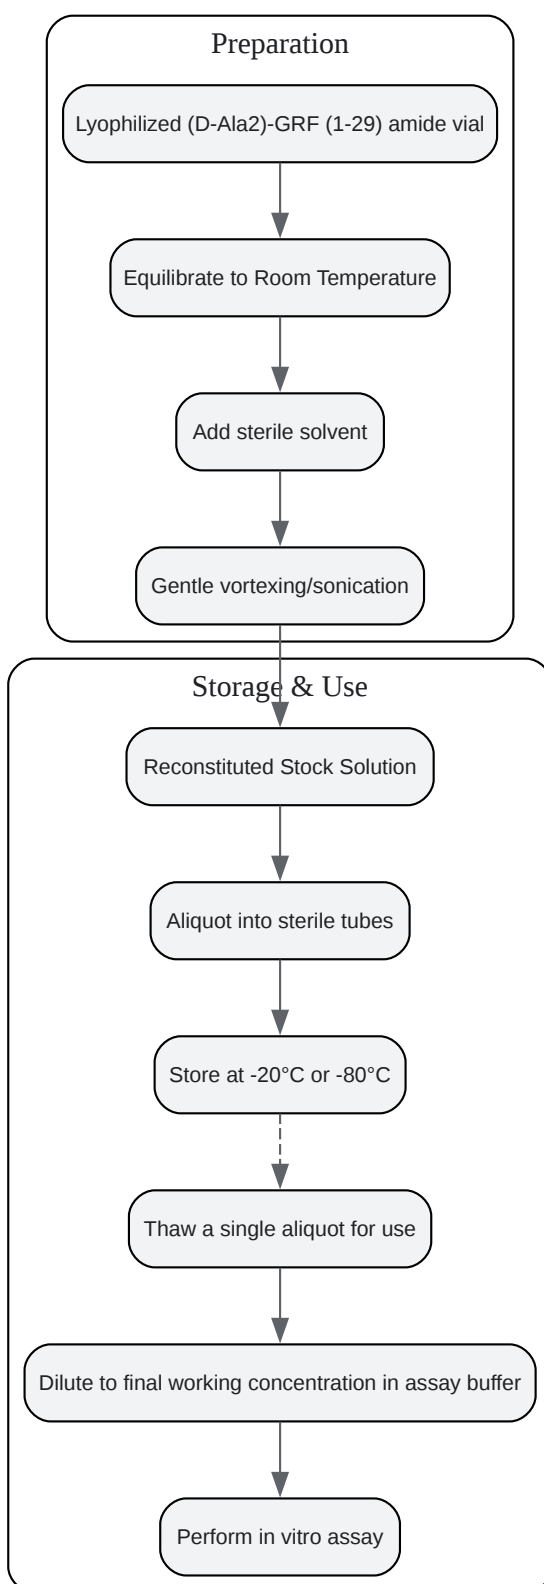 Preparation
Lyophilized (D-Ala2)-GRF (1-29) amide vial
Equilibrate to Room Temperature
Add sterile solvent
Gentle vortexing/sonication
Storage & Use
Reconstituted Stock Solution
Aliquot into sterile tubes
Store at -20°C or -80°C
Thaw a single aliquot for use
Dilute to final working concentration in assay buffer
Perform in vitro assay